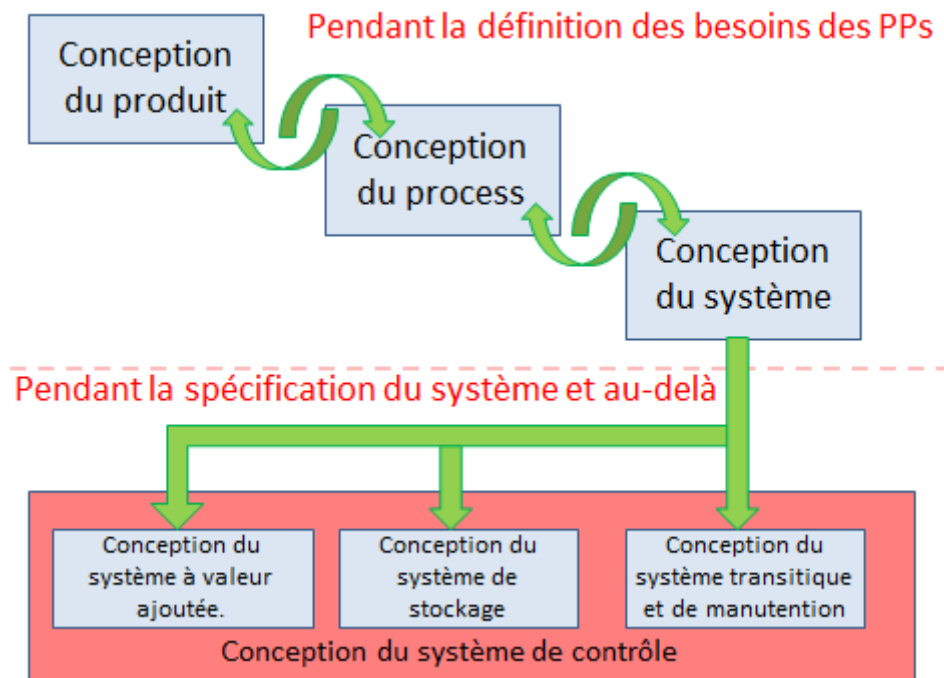 Pendant la définition des besoins des PPs
Conception
du produit
Conception
du process
Conception
du système
Pendant la spécification du système et au-delà
Conception du
système à valeur
ajoutée.
Conception du
système de
stockage
Conception du
système transitique
et de manutention
Conception du système de contrôle